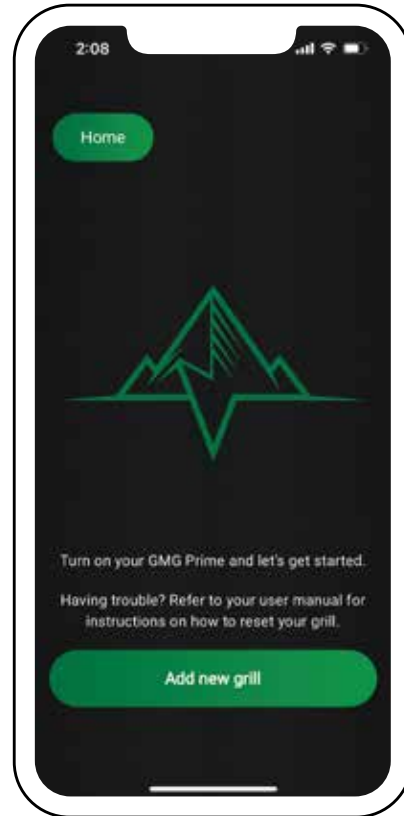 2:08
Home
Turn on your GMG Prime and let's get started.
Having trouble? Refer to your user manual for
instructions on how to reset your grill.
Add new grill